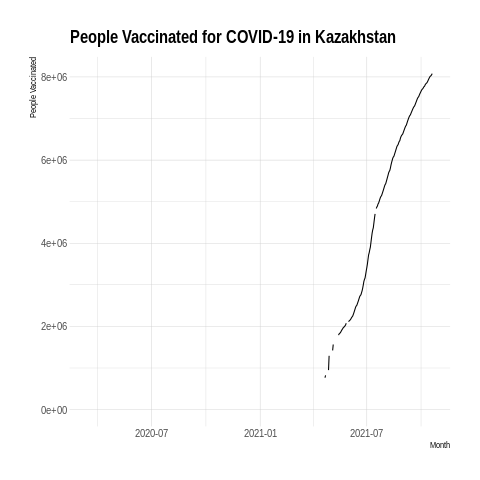 People Vaccinated for COVID-19 in Kazakhstan
People Vaccinated
8e+06
6e+06
4e+06
2e+06
0e+00
2020-07
2021-01
2021-07
Month